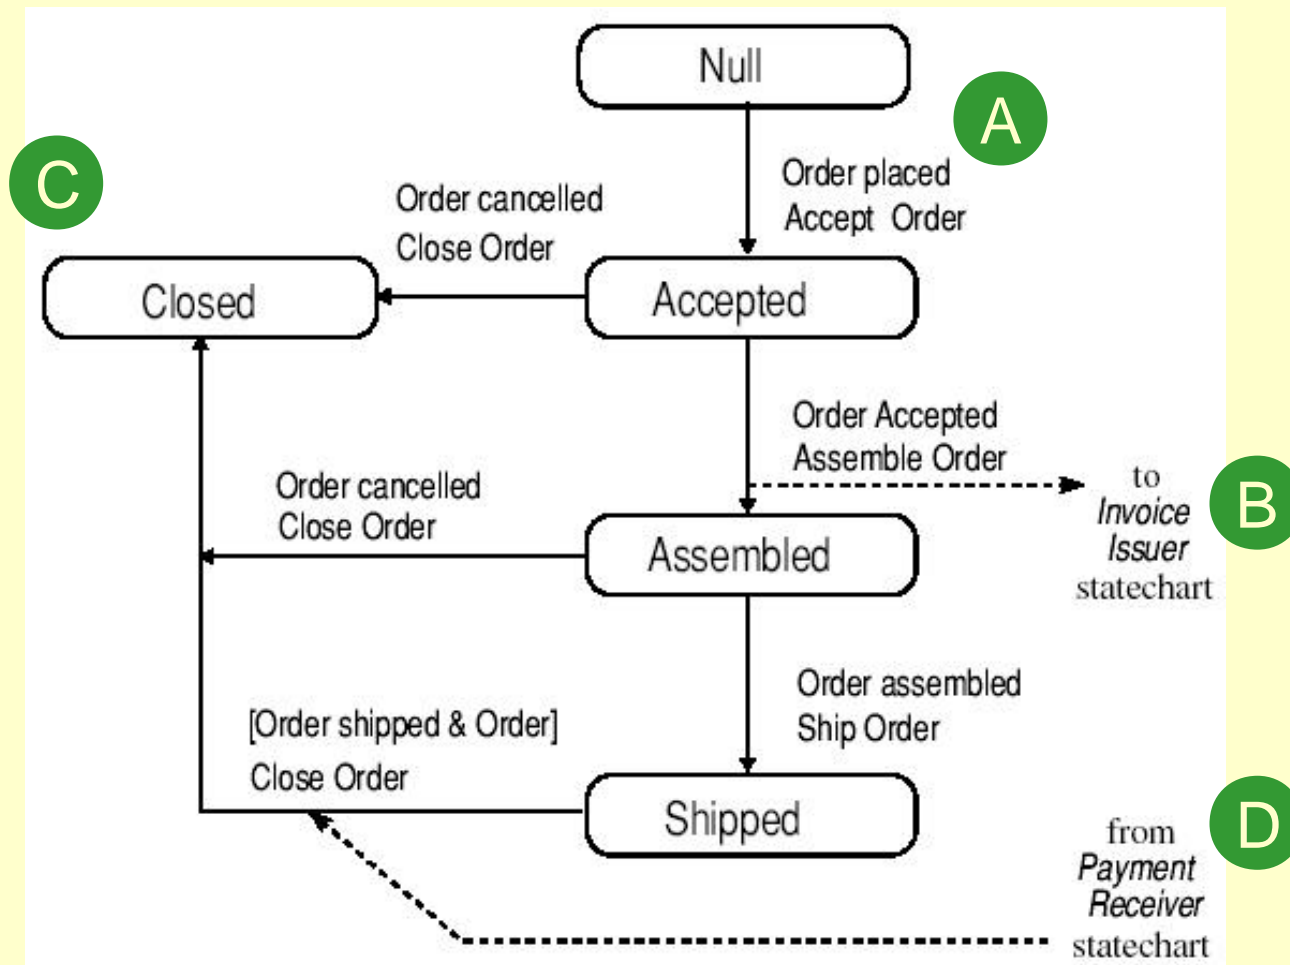 Null
A
Order placed
Accept Order
C
Order cancelled
Close Order
Closed
Accepted
Order Accepted
Assemble Order
to
Invoice
Issuer
statechart
B
Order cancelled
Close Order
Assembled
Order assembled
Ship Order
[Order shipped & Order]
Close Order
Shipped
from
Payment
Receiver
statechart
D